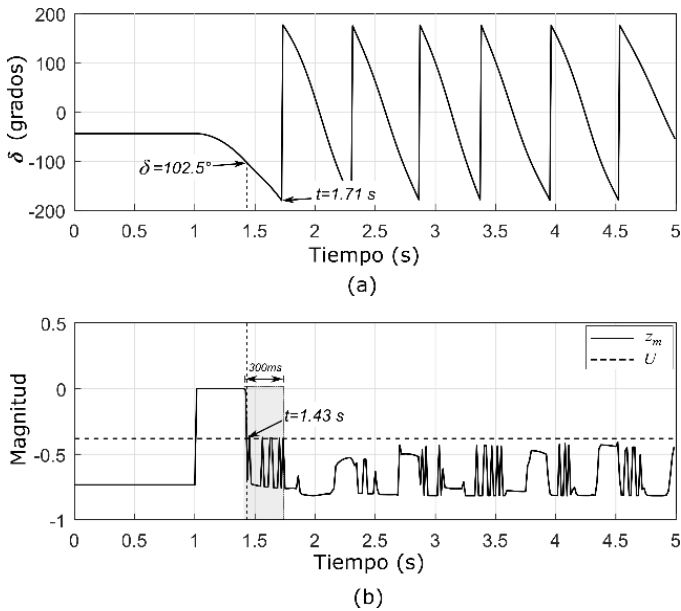 200
100
0
-100
-200
δ (grados)
δ=102.5°
t=1.71 s
0 0.5 1 1.5 2 2.5 3 3.5 4 4.5 5
Tiempo (s)
(a)
0.5
0
-0.5
-1
Magnitud
300ms
t=1.43 s
z_m
U
0 0.5 1 1.5 2 2.5 3 3.5 4 4.5 5
Tiempo (s)
(b)